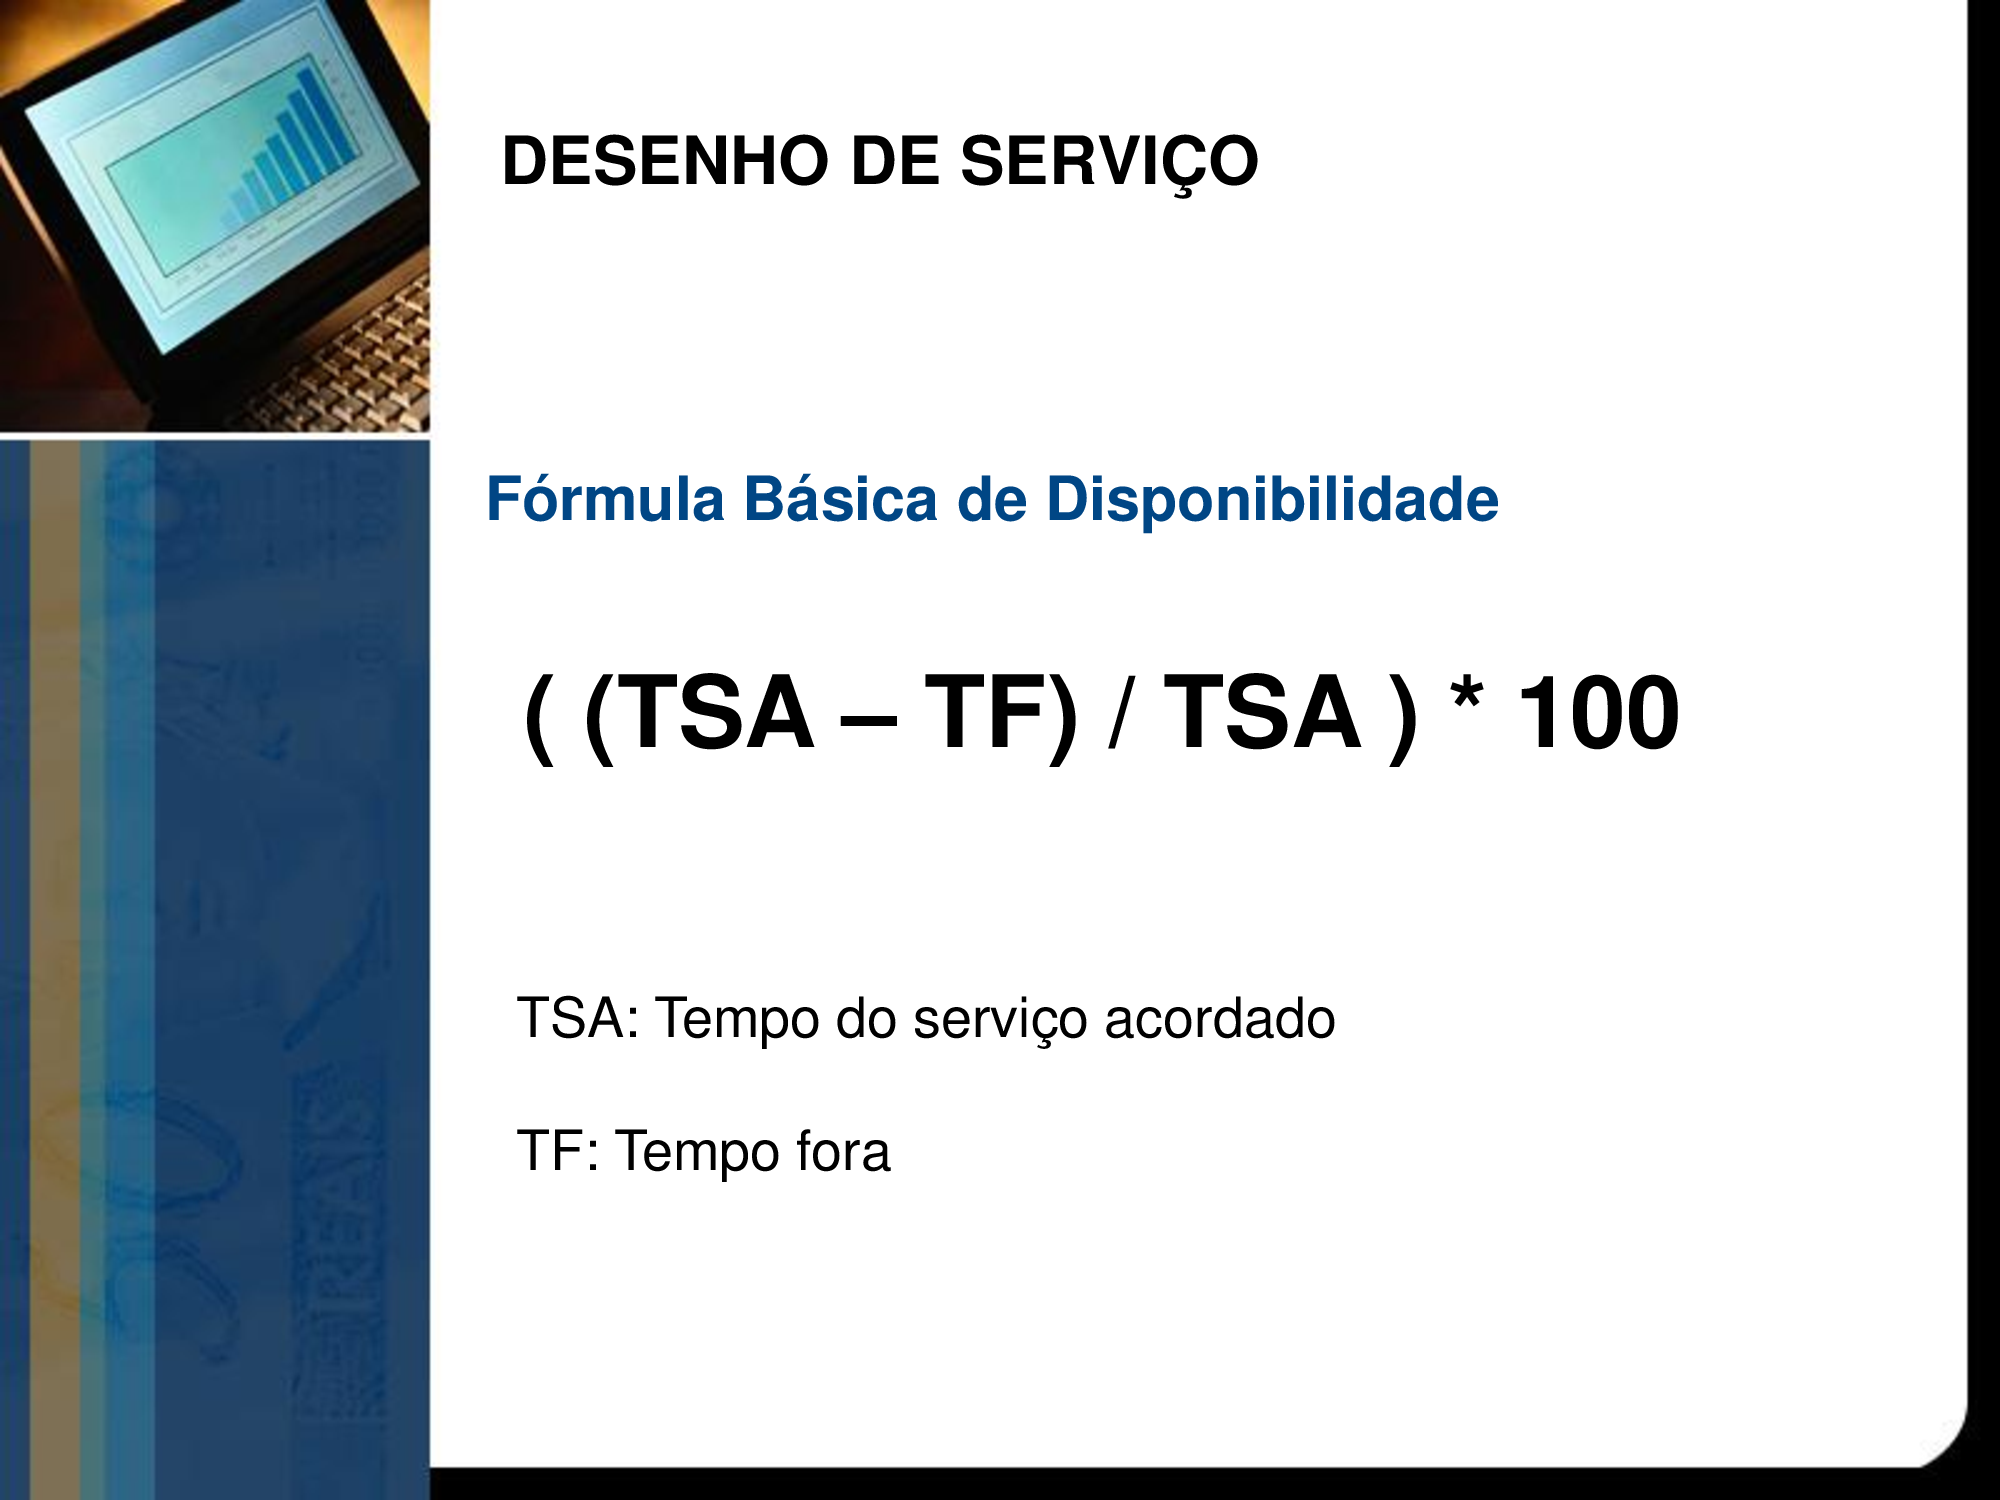 DESENHO DE SERVIÇO
Fórmula Básica de Disponibilidade
( (TSA – TF) / TSA ) * 100
TSA: Tempo do serviço acordado
TF: Tempo fora
REAIS